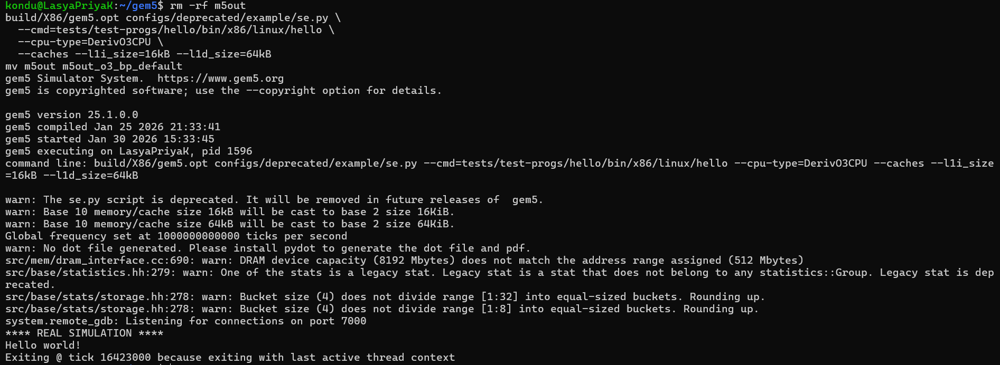 kondu@LasyaPriyaK:~/gem5$ rm -rf m5out
build/X86/gem5.opt configs/deprecated/example/se.py \
  --cmd=tests/test-progs/hello/bin/x86/linux/hello \
  --cpu-type=DerivO3CPU \
  --caches --l1i_size=16kB --l1d_size=64kB
mv m5out m5out_o3_bp_default
gem5 Simulator System.  https://www.gem5.org
gem5 is copyrighted software; use the --copyright option for details.

gem5 version 25.1.0.0
gem5 compiled Jan 25 2026 21:33:41
gem5 started Jan 30 2026 15:33:45
gem5 executing on LasyaPriyaK, pid 1596
command line: build/X86/gem5.opt configs/deprecated/example/se.py --cmd=tests/test-progs/hello/bin/x86/linux/hello --cpu-type=DerivO3CPU --caches --l1i_size
=16kB --l1d_size=64kB

warn: The se.py script is deprecated. It will be removed in future releases of  gem5.
warn: Base 10 memory/cache size 16kB will be cast to base 2 size 16KiB.
warn: Base 10 memory/cache size 64kB will be cast to base 2 size 64KiB.
Global frequency set at 1000000000000 ticks per second
warn: No dot file generated. Please install pydot to generate the dot file and pdf.
src/mem/dram_interface.cc:690: warn: DRAM device capacity (8192 Mbytes) does not match the address range assigned (512 Mbytes)
src/base/statistics.hh:279: warn: One of the stats is a legacy stat. Legacy stat is a stat that does not belong to any statistics::Group. Legacy stat is dep
recated.
src/base/stats/storage.hh:278: warn: Bucket size (4) does not divide range [1:32] into equal-sized buckets. Rounding up.
src/base/stats/storage.hh:278: warn: Bucket size (4) does not divide range [1:8] into equal-sized buckets. Rounding up.
system.remote_gdb: Listening for connections on port 7000
**** REAL SIMULATION ****
Hello world!
Exiting @ tick 16423000 because exiting with last active thread context